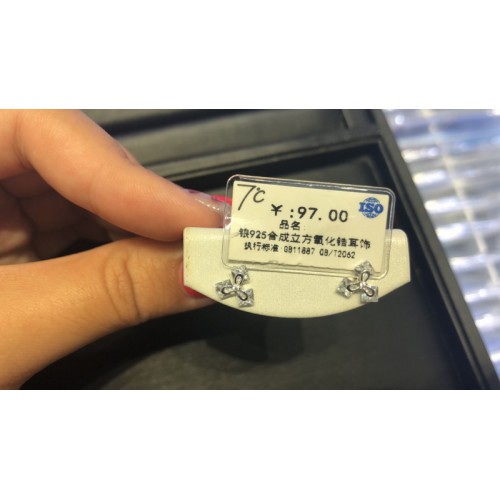 7C
¥:97.00
ISO
品名:
银925合成立方氧化锆耳饰
执行标准:GB11887 GB/T2062